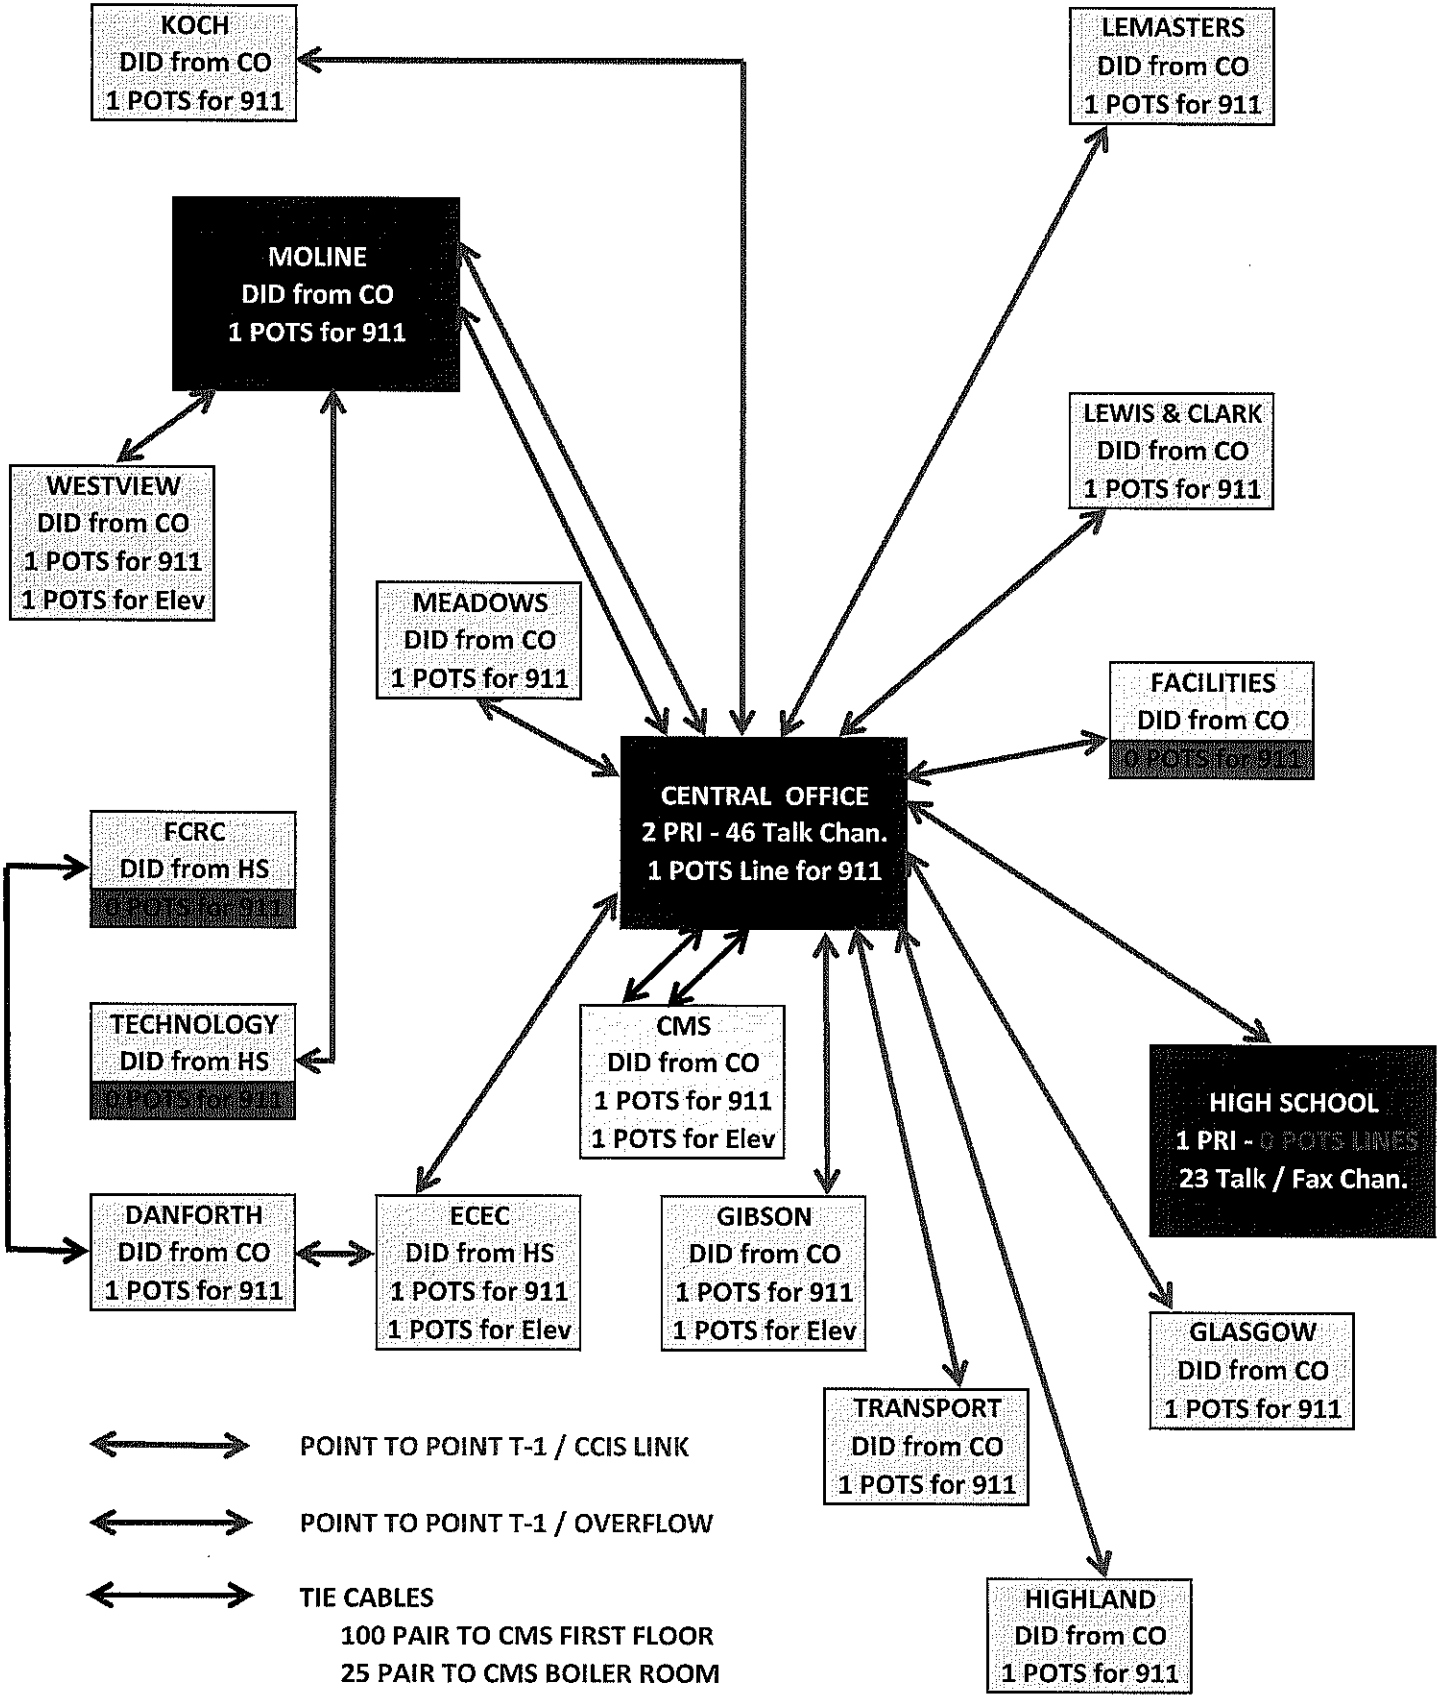 KOCH
DID from CO
1 POTS for 911
LEMASTERS
DID from CO
1 POTS for 911
MOLINE
DID from CO
1 POTS for 911
LEWIS & CLARK
DID from CO
1 POTS for 911
WESTVIEW
DID from CO
1 POTS for 911
1 POTS for Elev
MEADOWS
DID from CO
1 POTS for 911
FACILITIES
DID from CO
0 POTS for 911
CENTRAL OFFICE
2 PRI - 46 Talk Chan.
1 POTS Line for 911
FCRC
DID from HS
0 POTS for 911
TECHNOLOGY
DID from HS
0 POTS for 911
CMS
DID from CO
1 POTS for 911
1 POTS for Elev
HIGH SCHOOL
1 PRI - 0 POTS LINES
23 Talk / Fax Chan.
DANFORTH
DID from CO
1 POTS for 911
ECEC
DID from HS
1 POTS for 911
1 POTS for Elev
GIBSON
DID from CO
1 POTS for 911
1 POTS for Elev
GLASGOW
DID from CO
1 POTS for 911
TRANSPORT
DID from CO
1 POTS for 911
HIGHLAND
DID from CO
1 POTS for 911
POINT TO POINT T-1 / CCIS LINK
POINT TO POINT T-1 / OVERFLOW
TIE CABLES
100 PAIR TO CMS FIRST FLOOR
25 PAIR TO CMS BOILER ROOM